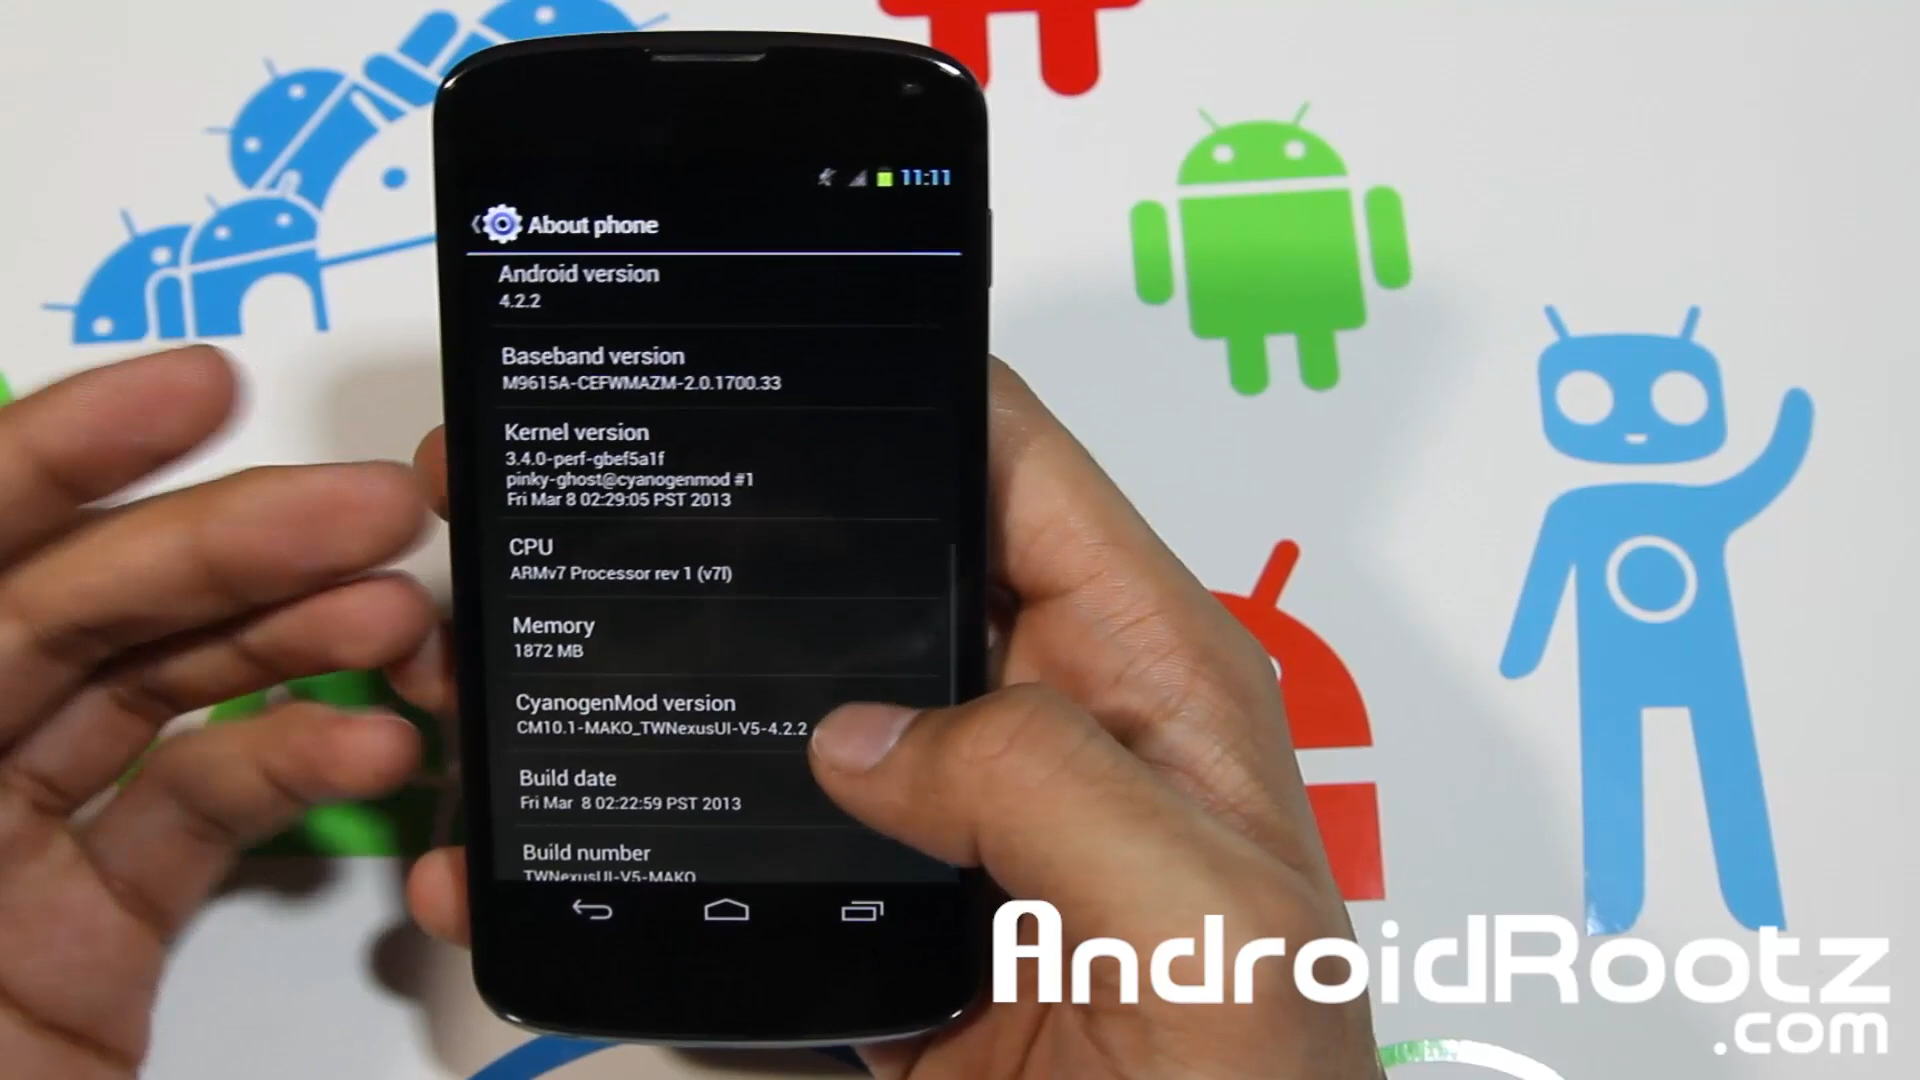 11:11
About phone
Android version
4.2.2
Baseband version
M9615A-CEFWMAZM-2.0.1700.33
Kernel version
3.4.0-perf-gbef5a1f
pinky-ghost@cyanogenmod #1
Fri Mar 8 02:29:05 PST 2013
CPU
ARMv7 Processor rev 1 (v7l)
Memory
1872 MB
CyanogenMod version
CM10.1-MAKO_TWNexusUI-V5-4.2.2
Build date
Fri Mar 8 02:22:59 PST 2013
Build number
TWNexusUI-V5-MAKO
AndroidRootz
.com